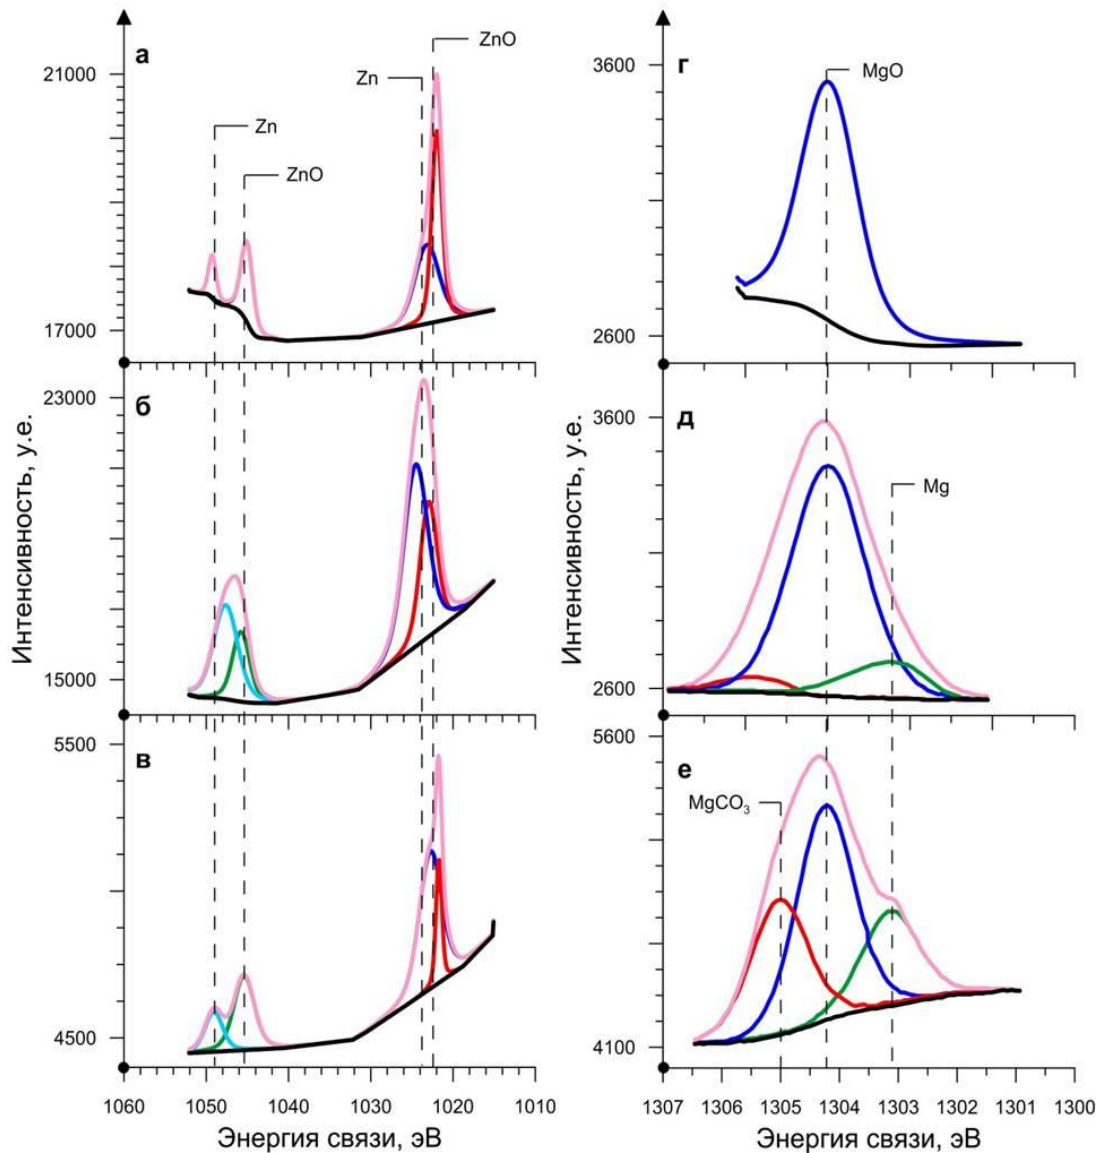 а
ZnO
Zn
21000
Zn
ZnO
17000
б
23000
15000
в
5500
4500
Интенсивность, у.е.
1060 1050 1040 1030 1020 1010
Энергия связи, эВ
г
MgO
3600
2600
д
3600
Mg
2600
е
5600
MgCO₃
4100
Интенсивность, у.е.
1307 1306 1305 1304 1303 1302 1301 1300
Энергия связи, эВ